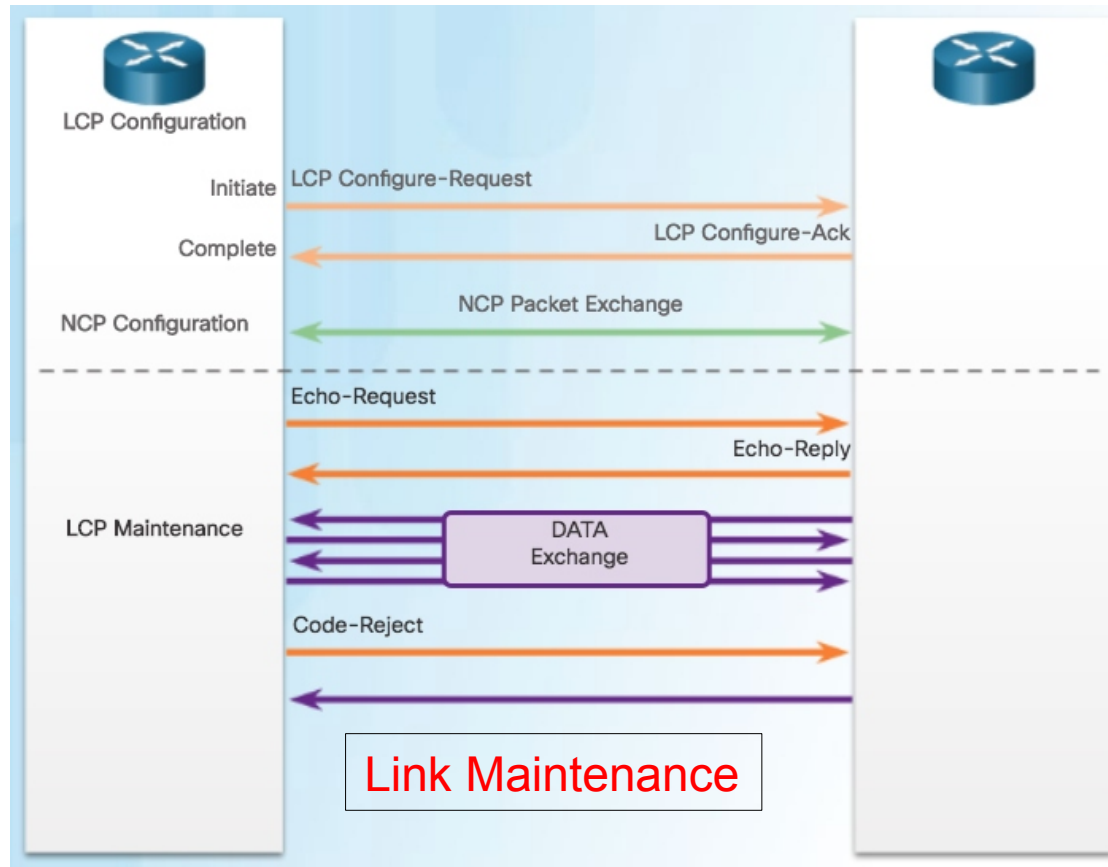 LCP Configuration
Initiate
LCP Configure-Request
LCP Configure-Ack
Complete
NCP Packet Exchange
NCP Configuration
Echo-Request
Echo-Reply
LCP Maintenance
DATA
Exchange
Code-Reject
Link Maintenance